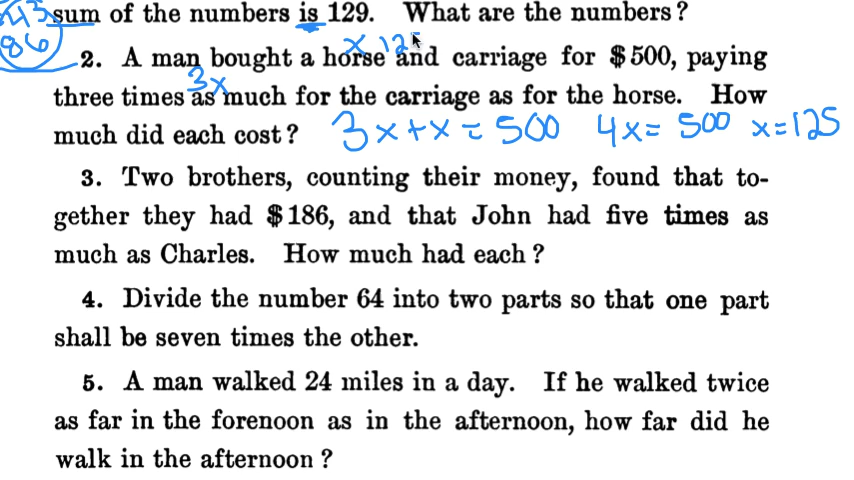 43 sum of the numbers is 129. What are the numbers?
86
x 12
2. A man bought a horse and carriage for $500, paying
3x
three times as much for the carriage as for the horse. How
much did each cost? 3x+x = 500 4x = 500 x=125
3. Two brothers, counting their money, found that to-
gether they had $186, and that John had five times as
much as Charles. How much had each?
4. Divide the number 64 into two parts so that one part
shall be seven times the other.
5. A man walked 24 miles in a day. If he walked twice
as far in the forenoon as in the afternoon, how far did he
walk in the afternoon?